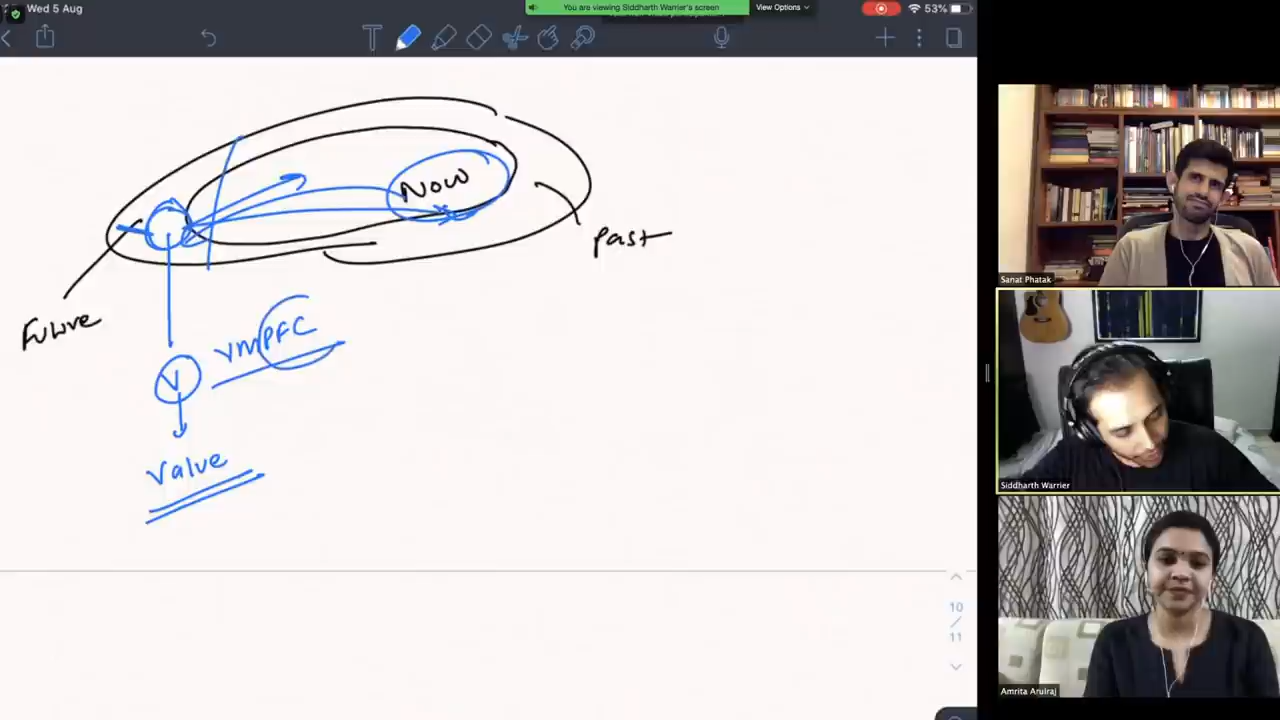 Wed 5 Aug
You are viewing Siddharth Warrier's screen
View Options
53%
Now
Past
Future
vmPFC
V
Value
10
/
11
Sanat Phatak
Siddharth Warrier
Amrita Arulraj